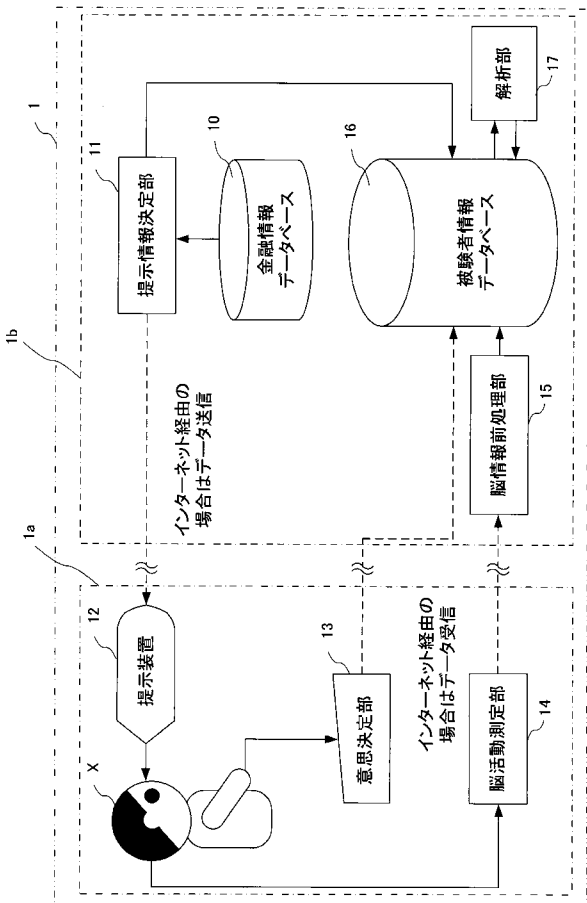 1
1a
1b
X
12
提示装置
インターネット経由の
場合はデータ送信
11
提示情報決定部
10
金融情報
データベース
13
意思決定部
インターネット経由の
場合はデータ受信
14
脳活動測定部
15
脳情報前処理部
16
被験者情報
データベース
17
解析部